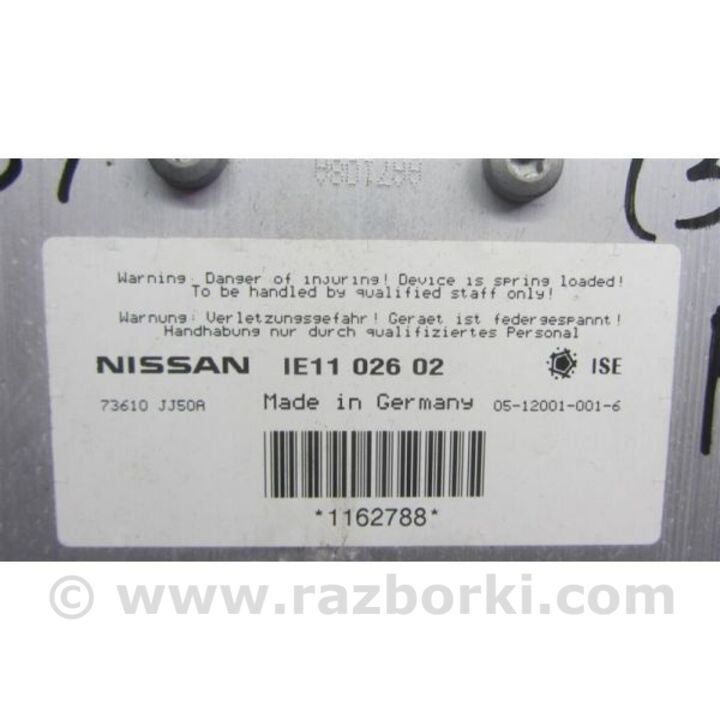 AA71D8A
Warning: Danger of injuring! Device is spring loaded!
To be handled by qualified staff only!
Warnung: Verletzungsgefahr! Geraet ist federgespannt!
Handhabung nur durch qualifiziertes Personal
NISSAN IE11 026 02 ISE
73610 JJ50A Made in Germany 05-12001-001-6
*1162788*
© www.razborki.com